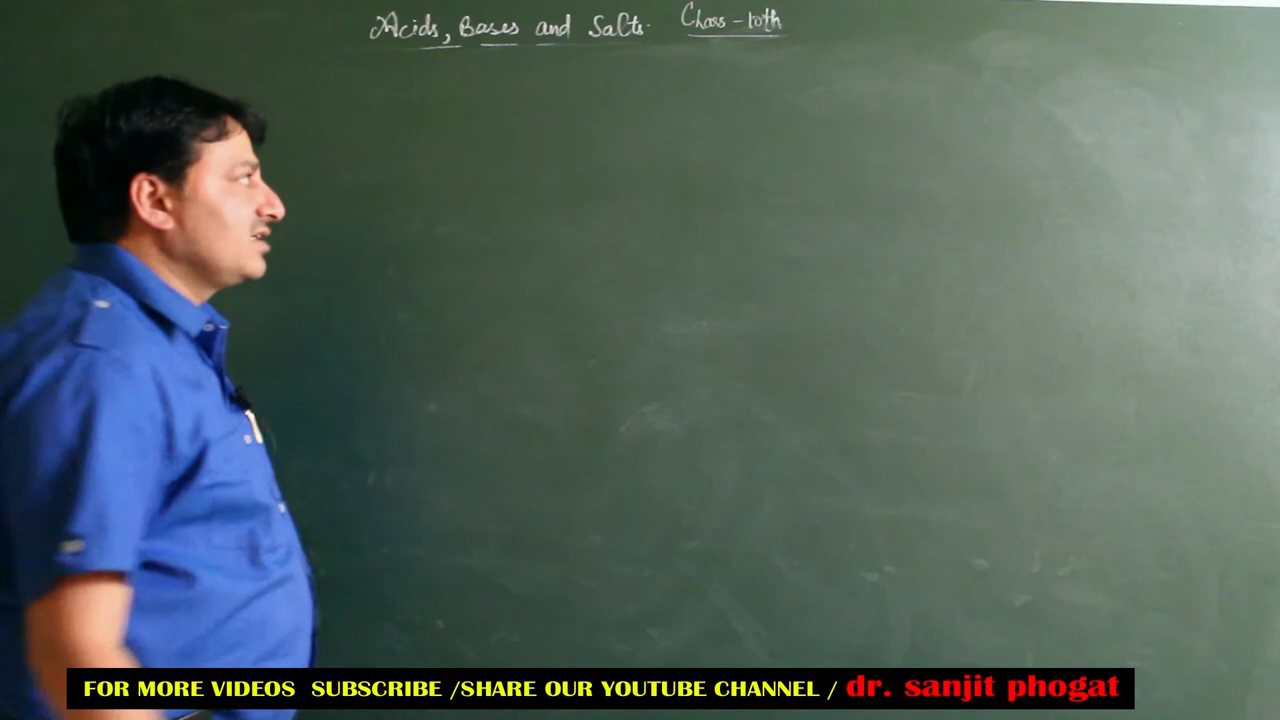 Acids, Bases and Salts. Class - 10th
FOR MORE VIDEOS SUBSCRIBE /SHARE OUR YOUTUBE CHANNEL / dr. sanjit phogat